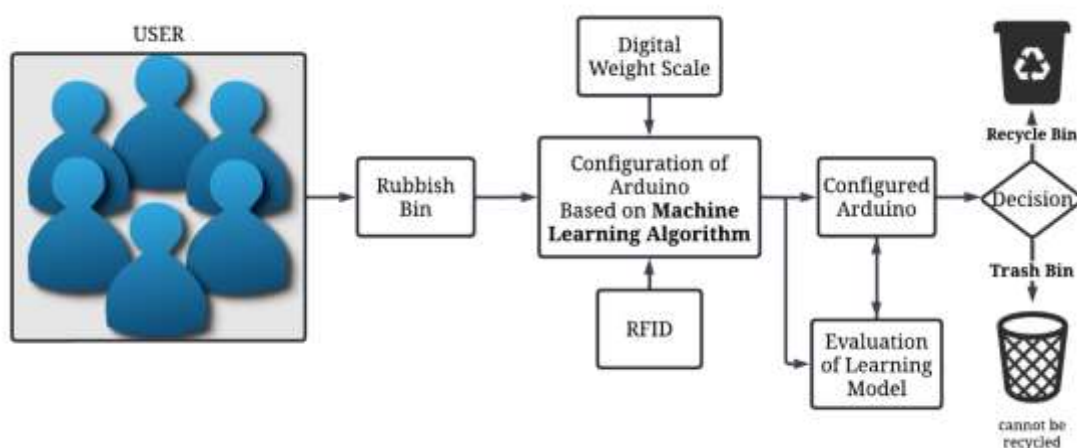 USER
Rubbish
Bin
Digital
Weight Scale
Configuration of
Arduino
Based on Machine
Learning Algorithm
RFID
Configured
Arduino
Evaluation
of Learning
Model
Recycle Bin
Decision
Trash Bin
cannot be
recycled